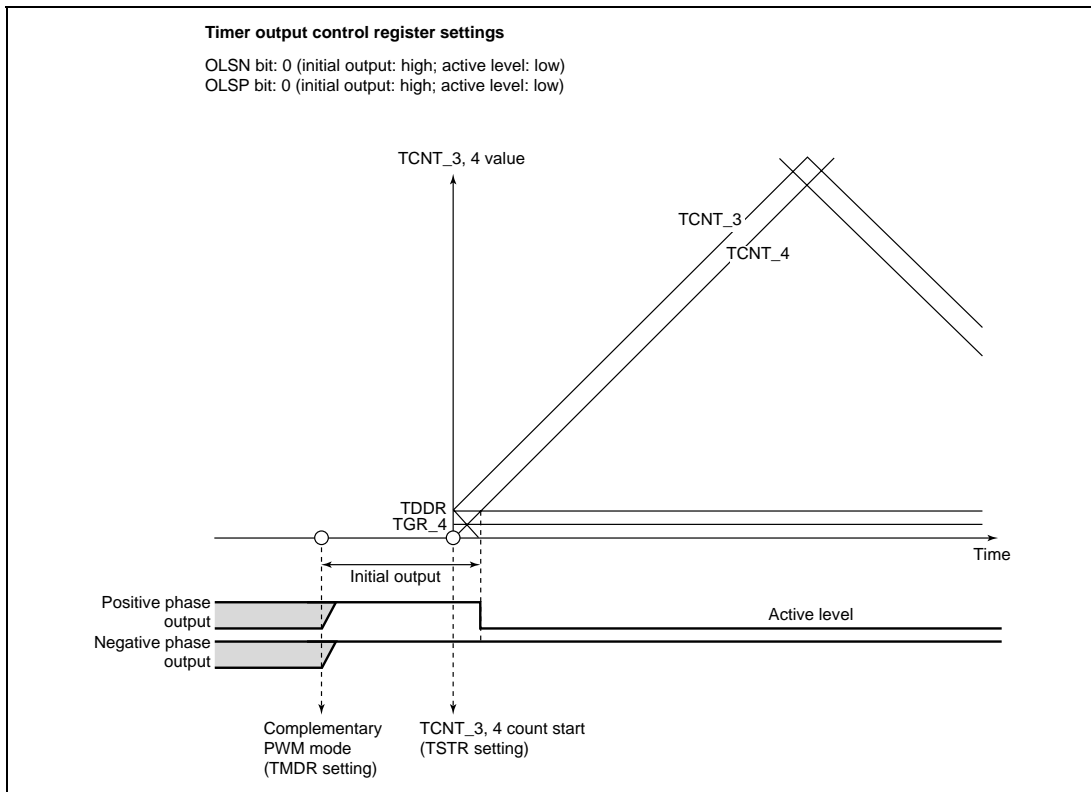 Timer output control register settings
OLSN bit: 0 (initial output: high; active level: low)
OLSP bit: 0 (initial output: high; active level: low)
TCNT_3, 4 value
TCNT_3
TCNT_4
TDDR
TGR_4
Time
Initial output
Positive phase
output
Active level
Negative phase
output
Complementary
PWM mode
(TMDR setting)
TCNT_3, 4 count start
(TSTR setting)